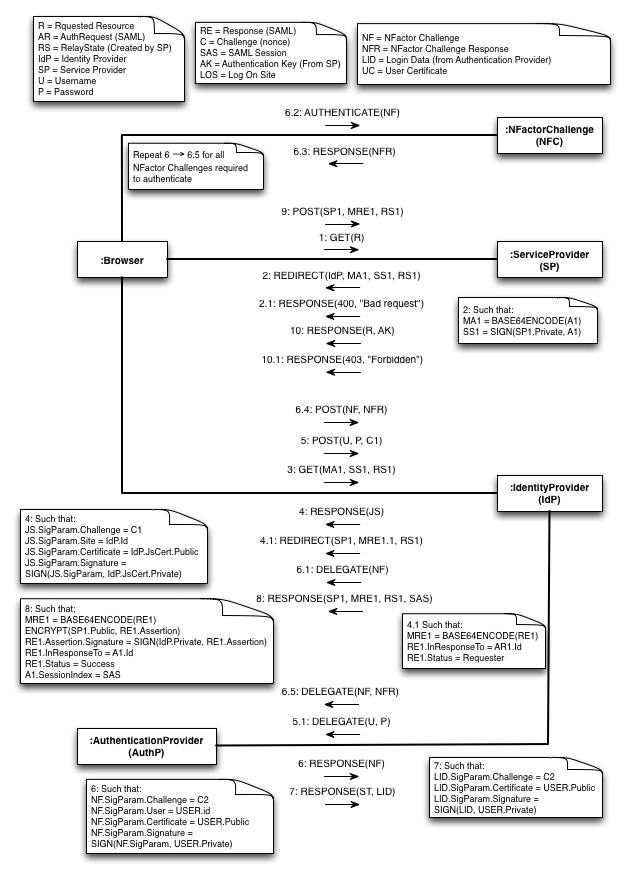 R = Rquested Resource
AR = AuthRequest (SAML)
RS = RelayState (Created by SP)
IdP = Identity Provider
SP = Service Provider
U = Username
P = Password
RE = Response (SAML)
C = Challenge (nonce)
SAS = SAML Session
AK = Authentication Key (From SP)
LOS = Log On Site
NF = NFactor Challenge
NFR = NFactor Challenge Response
LID = Login Data (from Authentication Provider)
UC = User Certificate
6.2: AUTHENTICATE(NF)
:NFactorChallenge
(NFC)
6.3: RESPONSE(NFR)
Repeat 6 → 6.5 for all
NFactor Challenges required
to authenticate
9: POST(SP1, MRE1, RS1)
1: GET(R)
:Browser
:ServiceProvider
(SP)
2: REDIRECT(IdP, MA1, SS1, RS1)
2.1: RESPONSE(400, "Bad request")
10: RESPONSE(R, AK)
10.1: RESPONSE(403, "Forbidden")
2: Such that:
MA1 = BASE64ENCODE(A1)
SS1 = SIGN(SP1.Private, A1)
6.4: POST(NF, NFR)
5: POST(U, P, C1)
3: GET(MA1, SS1, RS1)
:IdentityProvider
(IdP)
4: RESPONSE(JS)
4.1: REDIRECT(SP1, MRE1.1, RS1)
6.1: DELEGATE(NF)
8: RESPONSE(SP1, MRE1, RS1, SAS)
4: Such that:
JS.SigParam.Challenge = C1
JS.SigParam.Site = IdP.Id
JS.SigParam.Certificate = IdP.JsCert.Public
JS.SigParam.Signature =
SIGN(JS.SigParam, IdP.JsCert.Private)
8: Such that:
MRE1 = BASE64ENCODE(RE1)
ENCRYPT(SP1.Public, RE1.Assertion)
RE1.Assertion.Signature = SIGN(IdP.Private, RE1.Assertion)
RE1.InResponseTo = A1.Id
RE1.Status = Success
A1.SessionIndex = SAS
4.1 Such that:
MRE1 = BASE64ENCODE(RE1)
RE1.InResponseTo = AR1.Id
RE1.Status = Requester
6.5: DELEGATE(NF, NFR)
5.1: DELEGATE(U, P)
:AuthenticationProvider
(AuthP)
6: RESPONSE(NF)
7: RESPONSE(ST, LID)
6: Such that:
NF.SigParam.Challenge = C2
NF.SigParam.User = USER.id
NF.SigParam.Certificate = USER.Public
NF.SigParam.Signature =
SIGN(NF.SigParam, USER.Private)
7: Such that:
LID.SigParam.Challenge = C2
LID.SigParam.Certificate = USER.Public
LID.SigParam.Signature =
SIGN(LID, USER.Private)